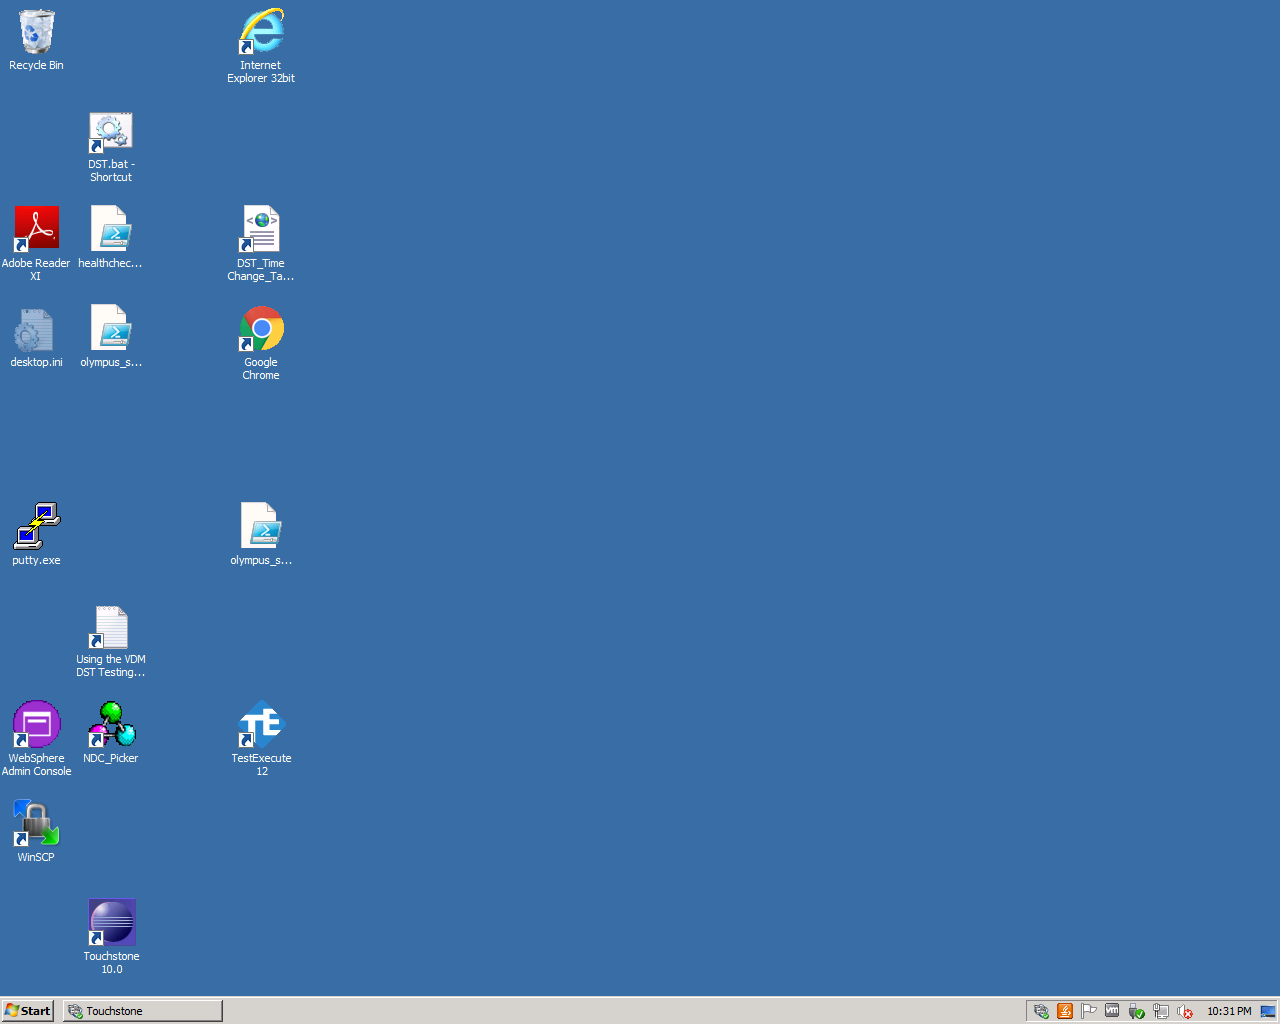 Recycle Bin
Internet
Explorer 32bit
DST.bat -
Shortcut
Adobe Reader
XI
healthchec...
DST_Time
Change_Ta...
desktop.ini
olympus_s...
Google
Chrome
putty.exe
olympus_s...
Using the VDM
DST Testing...
WebSphere
Admin Console
NDC_Picker
TE
TestExecute
12
WinSCP
Touchstone
10.0
Start
Touchstone
vm
10:31 PM